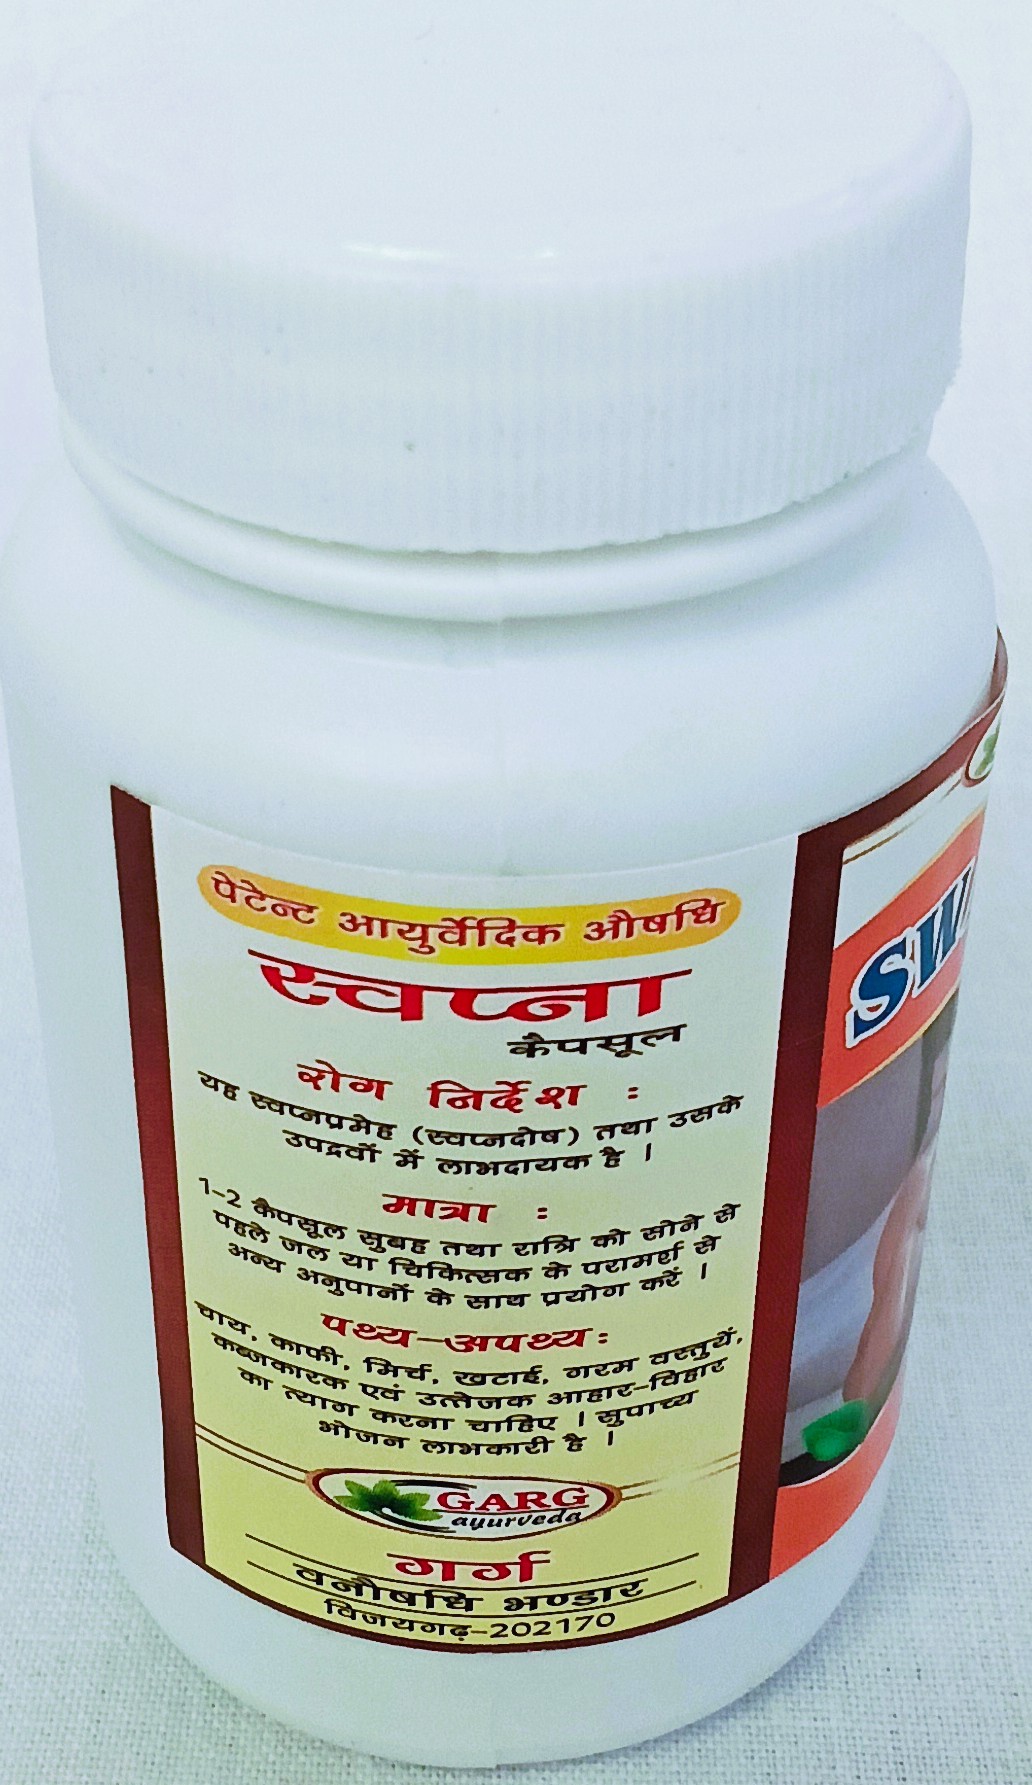 पेटेन्ट आयुर्वेदिक औषधि
स्वप्ना
कैपसूल
रोग निर्देश :
यह स्वप्नप्रमेह (स्वप्नदोष) तथा उसके
उपद्रवों में लाभदायक है ।
मात्रा :
1-2 कैपसूल सुबह तथा रात्रि को सोने से
पहले जल या चिकित्सक के परामर्श से
अन्य अनुपानों के साथ प्रयोग करें ।
पथ्य-अपथ्य:
चाय, काफी, मिर्च, खटाई, गरम वस्तुयें,
कब्जकारक एवं उत्तेजक आहार-विहार
का त्याग करना चाहिए । सुपाच्य
भोजन लाभकारी है ।
GARG
ayurveda
गर्ग
वनौषधि भण्डार
विजयगढ़-202170